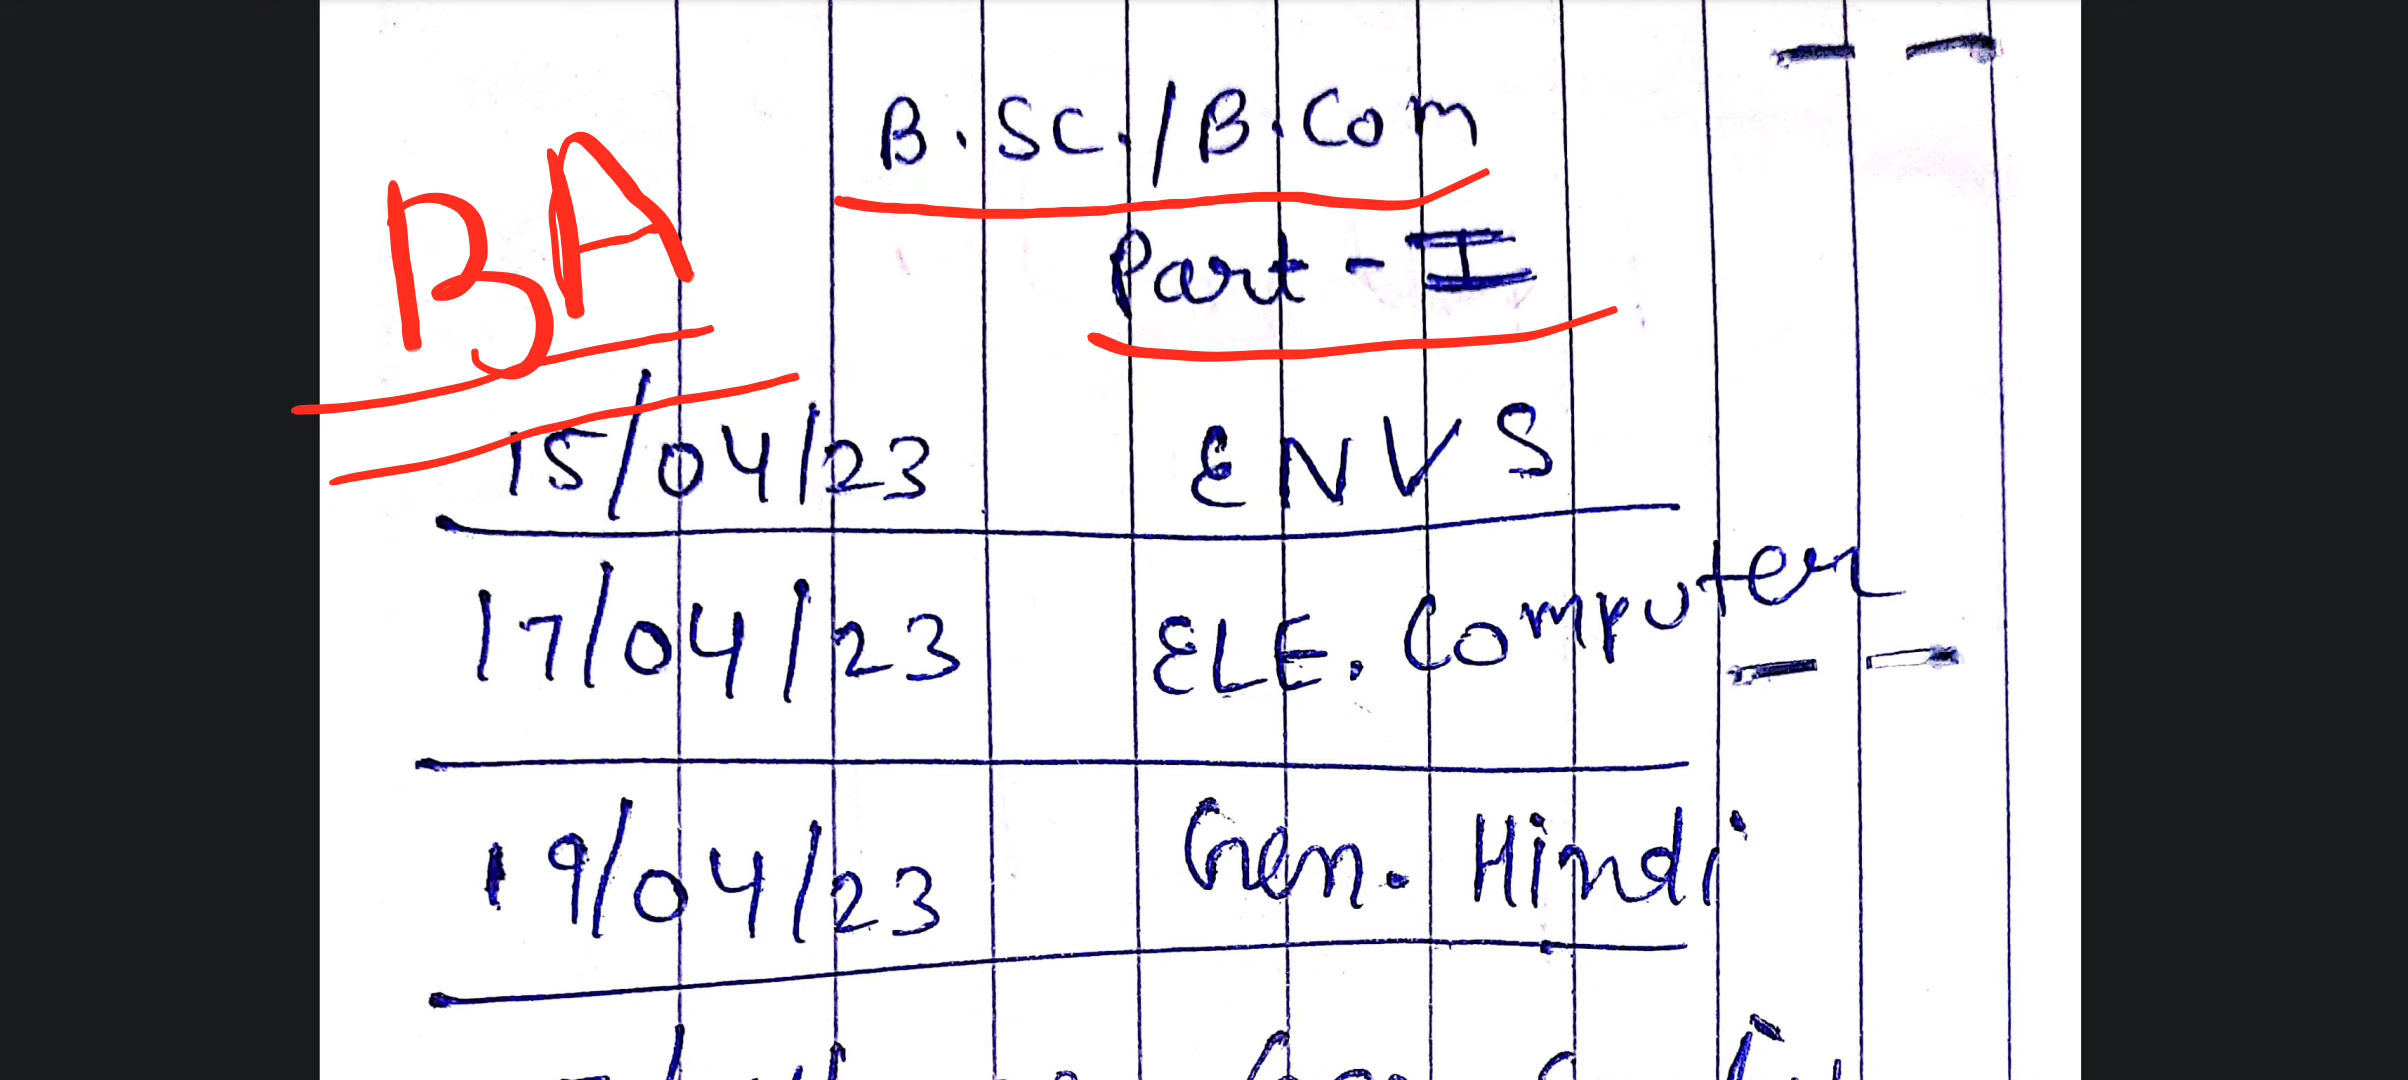 B.SC./B.Com
BA
Part - I
15/04/23 ENVS
17/04/23 ELE. Computer
19/04/23 Gen. Hindi